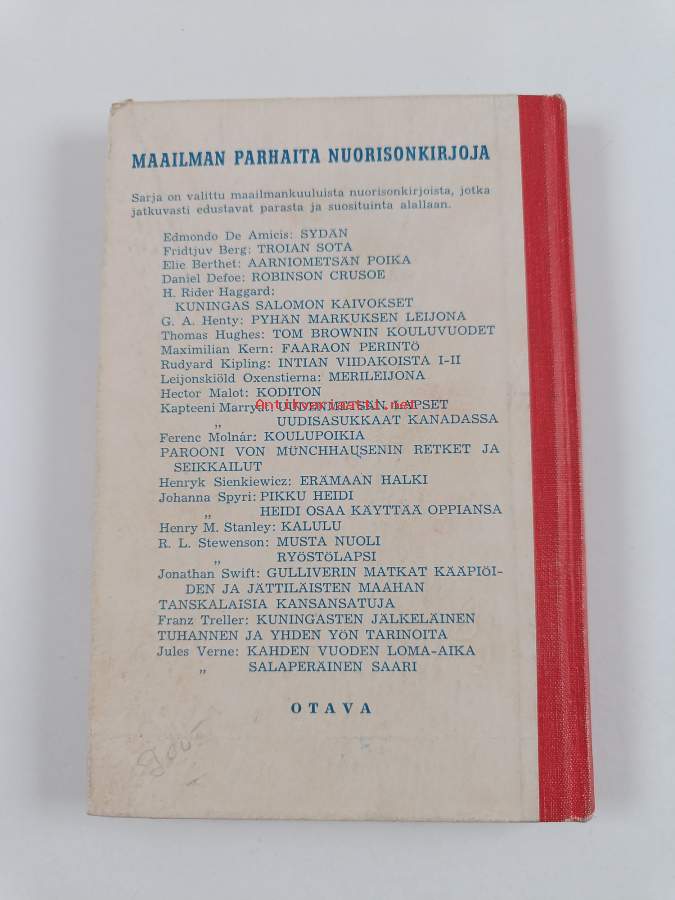 MAAILMAN PARHAITA NUORISONKIRJOJA
Sarja on valittu maailmankuuluista nuorisonkirjoista, jotka
jatkuvasti edustavat parasta ja suosituinta alallaan.
Edmondo De Amicis: SYDÄN
Fridtjuv Berg: TROIAN SOTA
Elie Berthet: AARNIOMETSÄN POIKA
Daniel Defoe: ROBINSON CRUSOE
H. Rider Haggard:
KUNINGAS SALOMON KAIVOKSET
G. A. Henty: PYHÄN MARKUKSEN LEIJONA
Thomas Hughes: TOM BROWNIN KOULUVUODET
Maximilian Kern: FAARAON PERINTÖ
Rudyard Kipling: INTIAN VIIDAKOISTA I-II
Leijonskiöld Oxenstierna: MERILEIJONA
Hector Malot: KODITON
Antikvariaatti.net
Kapteeni Marryat: LAPSET
„ UUDISASUKKAAT KANADASSA
Ferenc Molnár: KOULUPOIKIA
PAROONI VON MÜNCHHAUSENIN RETKET JA
SEIKKAILUT
Henryk Sienkiewicz: ERÄMAAN HALKI
Johanna Spyri: PIKKU HEIDI
„ HEIDI OSAA KÄYTTÄÄ OPPIANSA
Henry M. Stanley: KALULU
R. L. Stewenson: MUSTA NUOLI
„ RYÖSTÖLAPSI
Jonathan Swift: GULLIVERIN MATKAT KÄÄPIÖI-
DEN JA JÄTTILÄISTEN MAAHAN
TANSKALAISIA KANSANSATUJA
Franz Treller: KUNINGASTEN JÄLKELÄINEN
TUHANNEN JA YHDEN YÖN TARINOITA
Jules Verne: KAHDEN VUODEN LOMA-AIKA
„ SALAPERÄINEN SAARI
OTAVA